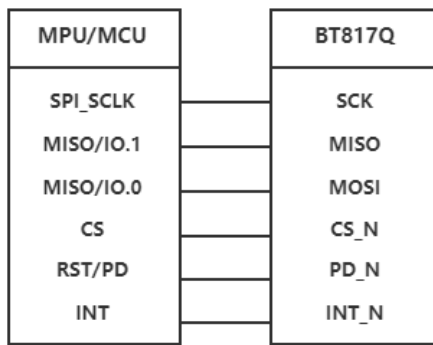 MPU/MCU BT817Q
SPI_SCLK SCK
MISO/IO.1 MISO
MISO/IO.0 MOSI
CS CS_N
RST/PD PD_N
INT INT_N